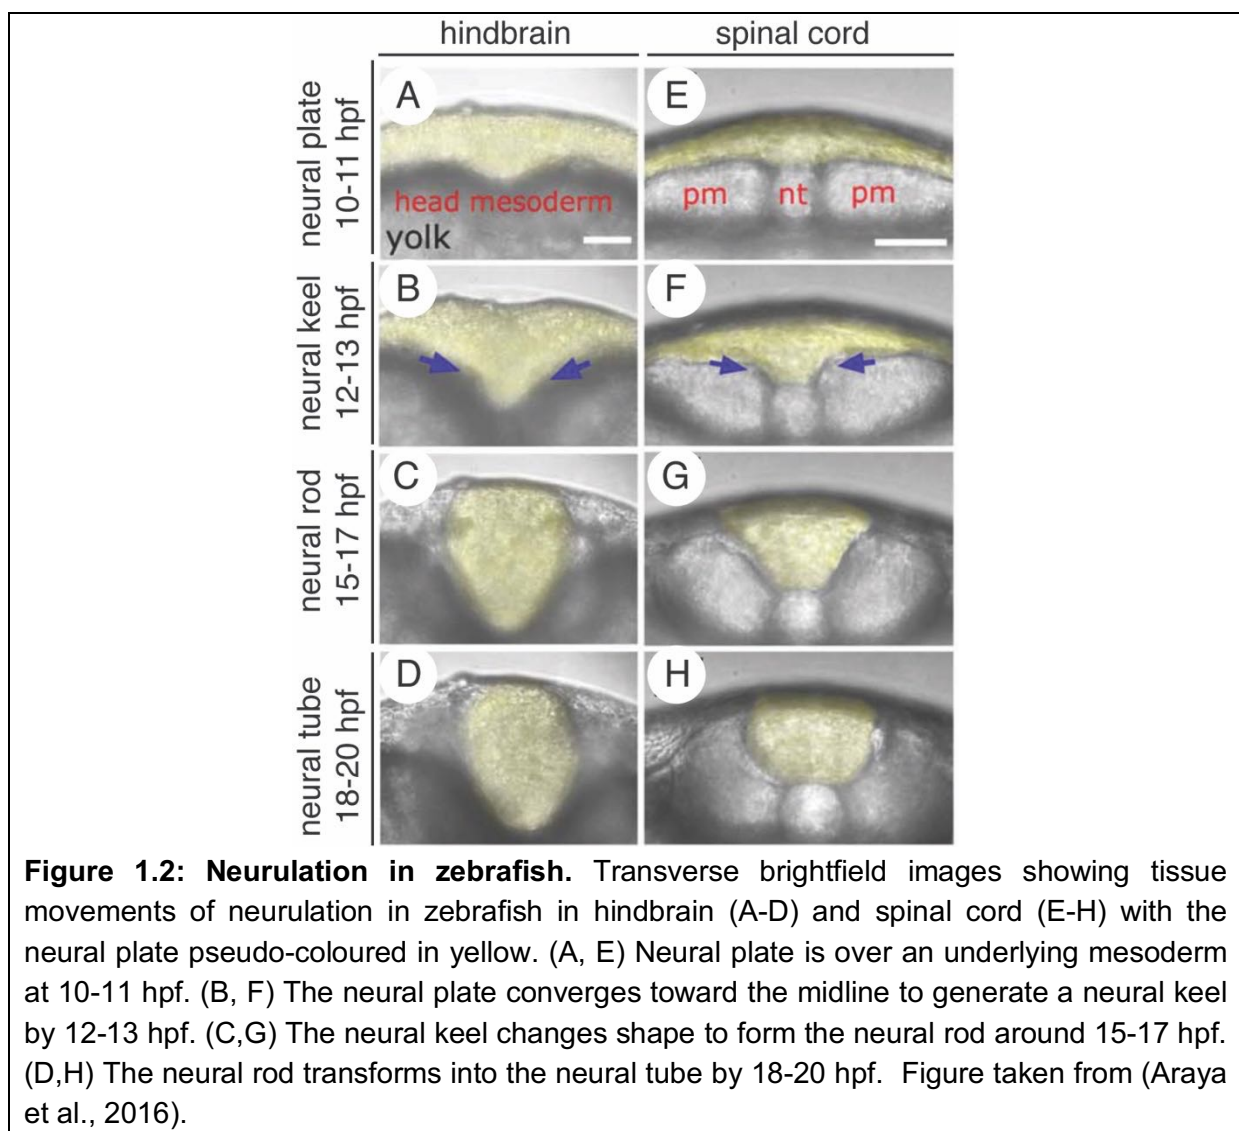 hindbrain
spinal cord
neural plate
10-11 hpf
A
head mesoderm
yolk
E
pm
nt
pm
neural keel
12-13 hpf
B
F
neural rod
15-17 hpf
C
G
neural tube
18-20 hpf
D
H
Figure 1.2: Neurulation in zebrafish. Transverse brightfield images showing tissue
movements of neurulation in zebrafish in hindbrain (A-D) and spinal cord (E-H) with the
neural plate pseudo-coloured in yellow. (A, E) Neural plate is over an underlying mesoderm
at 10-11 hpf. (B, F) The neural plate converges toward the midline to generate a neural keel
by 12-13 hpf. (C,G) The neural keel changes shape to form the neural rod around 15-17 hpf.
(D,H) The neural rod transforms into the neural tube by 18-20 hpf. Figure taken from (Araya
et al., 2016).